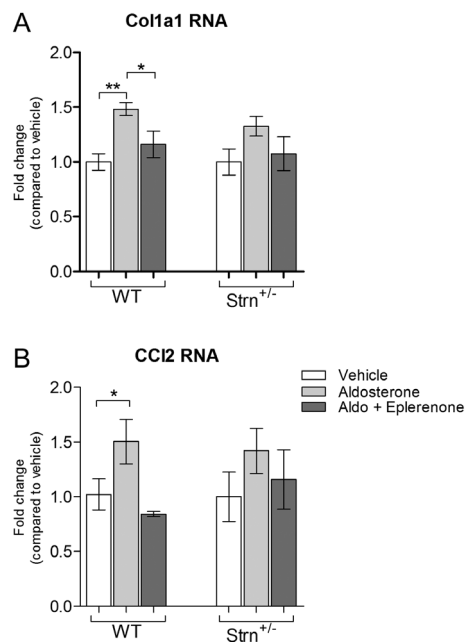 A
Col1a1 RNA
Fold change
(compared to vehicle)
2.0
1.5
1.0
0.5
0.0
**
*
WT
Strn+/-
B
CCl2 RNA
Fold change
(compared to vehicle)
2.0
1.5
1.0
0.5
0.0
*
WT
Strn+/-
Vehicle
Aldosterone
Aldo + Eplerenone